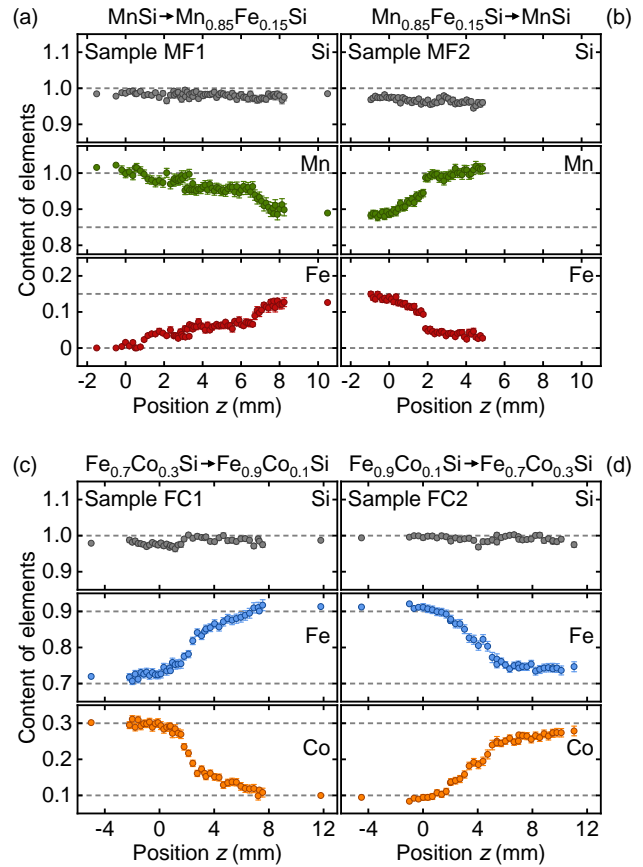 (a) MnSi→Mn0.85Fe0.15Si Mn0.85Fe0.15Si→MnSi (b)
Sample MF1 Si Sample MF2 Si
1.1
1.0
0.9
Mn Mn
1.0
0.9
0.8
Content of elements
Fe Fe
0.2
0.1
0
-2 0 2 4 6 8 10 -2 0 2 4 6 8 10
Position z (mm) Position z (mm)
(c) Fe0.7Co0.3Si→Fe0.9Co0.1Si Fe0.9Co0.1Si→Fe0.7Co0.3Si (d)
Sample FC1 Si Sample FC2 Si
1.1
1.0
0.9
0.9
Fe Fe
0.8
0.7
Content of elements
0.3
Co Co
0.2
0.1
-4 0 4 8 12 -4 0 4 8 12
Position z (mm) Position z (mm)